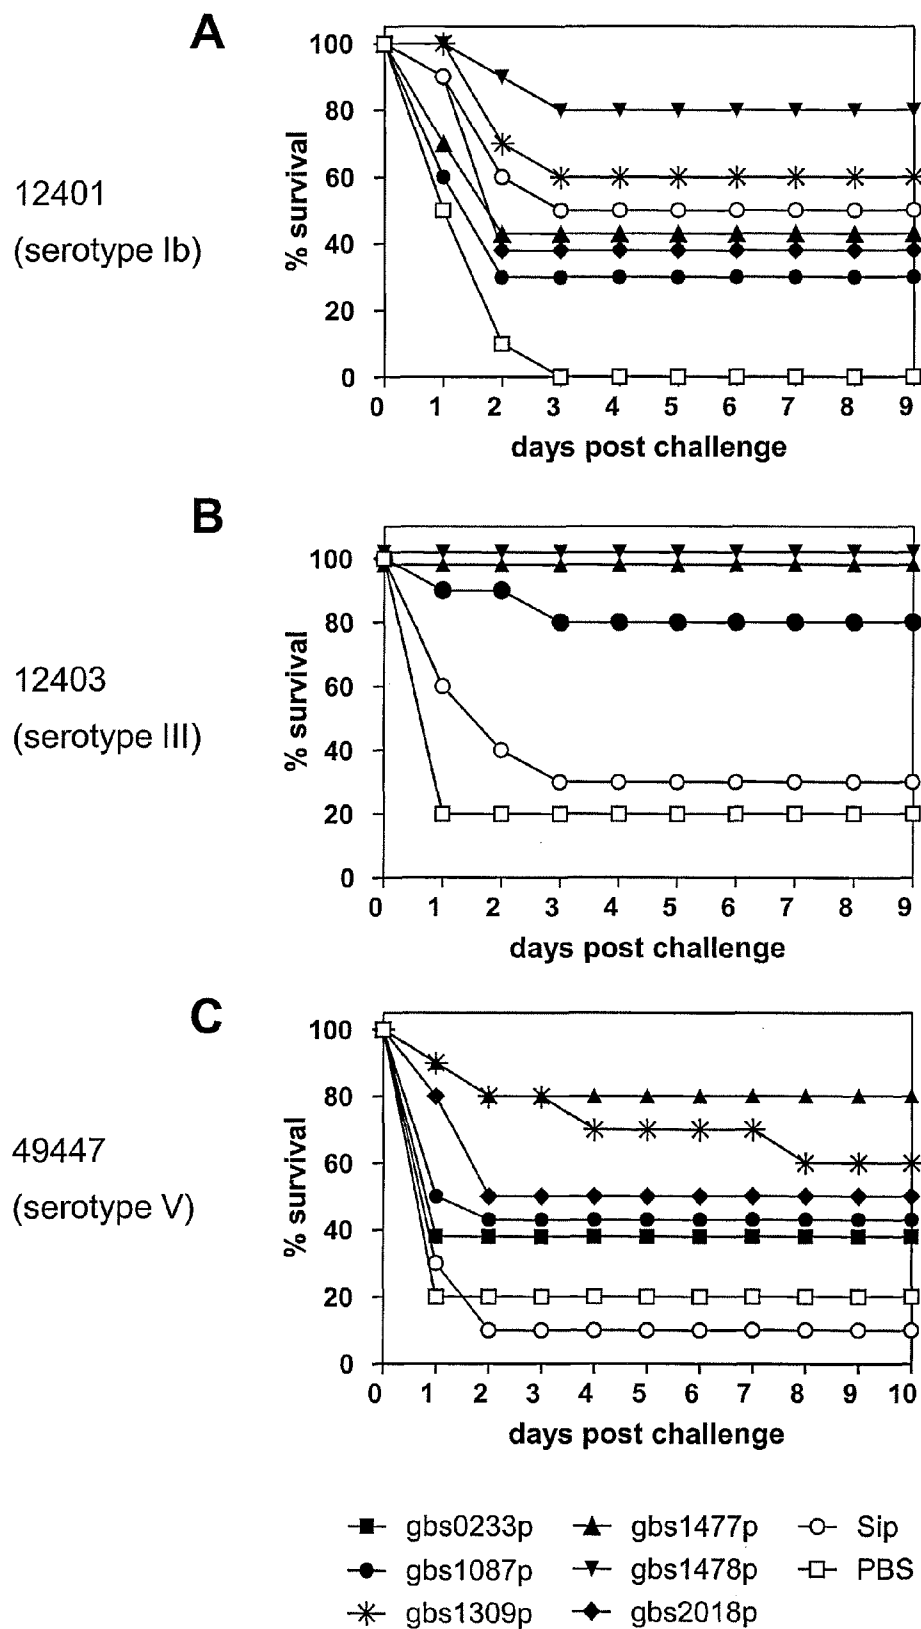 A
12401
(serotype Ib)
% survival
100
80
60
40
20
0
0 1 2 3 4 5 6 7 8 9
days post challenge
B
12403
(serotype III)
% survival
100
80
60
40
20
0
0 1 2 3 4 5 6 7 8 9
days post challenge
C
49447
(serotype V)
% survival
100
80
60
40
20
0
0 1 2 3 4 5 6 7 8 9 10
days post challenge
gbs0233p gbs1477p Sip
gbs1087p gbs1478p PBS
gbs1309p gbs2018p